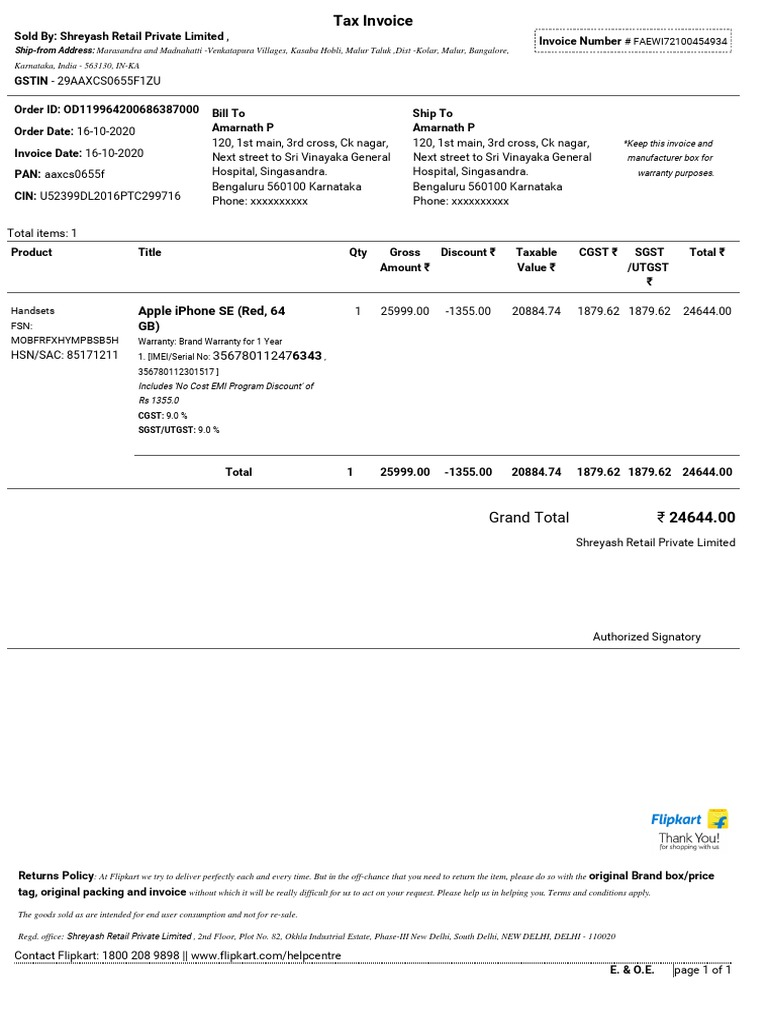 Tax Invoice
Sold By: Shreyash Retail Private Limited ,
Ship-from Address: Marasandra and Madnahatti -Venkatapura Villages, Kasaba Hobli, Malur Taluk ,Dist -Kolar, Malur, Bangalore,
Karnataka, India - 563130, IN-KA
GSTIN - 29AAXCS0655F1ZU
Invoice Number # FAEWI72100454934
Order ID: OD119964200686387000
Order Date: 16-10-2020
Invoice Date: 16-10-2020
PAN: aaxcs0655f
CIN: U52399DL2016PTC299716
Bill To
Amarnath P
120, 1st main, 3rd cross, Ck nagar,
Next street to Sri Vinayaka General
Hospital, Singasandra.
Bengaluru 560100 Karnataka
Phone: xxxxxxxxxx
Ship To
Amarnath P
120, 1st main, 3rd cross, Ck nagar,
Next street to Sri Vinayaka General
Hospital, Singasandra.
Bengaluru 560100 Karnataka
Phone: xxxxxxxxxx
*Keep this invoice and
manufacturer box for
warranty purposes.
Total items: 1
Product Title Qty Gross Amount ₹ Discount ₹ Taxable Value ₹ CGST ₹ SGST /UTGST ₹ Total ₹
Handsets
FSN:
MOBFRFXHYMPBSB5H
HSN/SAC: 85171211
Apple iPhone SE (Red, 64
GB)
Warranty: Brand Warranty for 1 Year
1. [IMEI/Serial No: 356780112476343 ,
356780112301517 ]
Includes 'No Cost EMI Program Discount' of
Rs 1355.0
CGST: 9.0 %
SGST/UTGST: 9.0 %
1 25999.00 -1355.00 20884.74 1879.62 1879.62 24644.00
Total 1 25999.00 -1355.00 20884.74 1879.62 1879.62 24644.00
Grand Total ₹ 24644.00
Shreyash Retail Private Limited
Authorized Signatory
Flipkart
Thank You!
for shopping with us
Returns Policy: At Flipkart we try to deliver perfectly each and every time. But in the off-chance that you need to return the item, please do so with the original Brand box/price
tag, original packing and invoice without which it will be really difficult for us to act on your request. Please help us in helping you. Terms and conditions apply.
The goods sold as are intended for end user consumption and not for re-sale.
Regd. office: Shreyash Retail Private Limited , 2nd Floor, Plot No. 82, Okhla Industrial Estate, Phase-III New Delhi, South Delhi, NEW DELHI, DELHI - 110020
Contact Flipkart: 1800 208 9898 || www.flipkart.com/helpcentre
E. & O.E. page 1 of 1